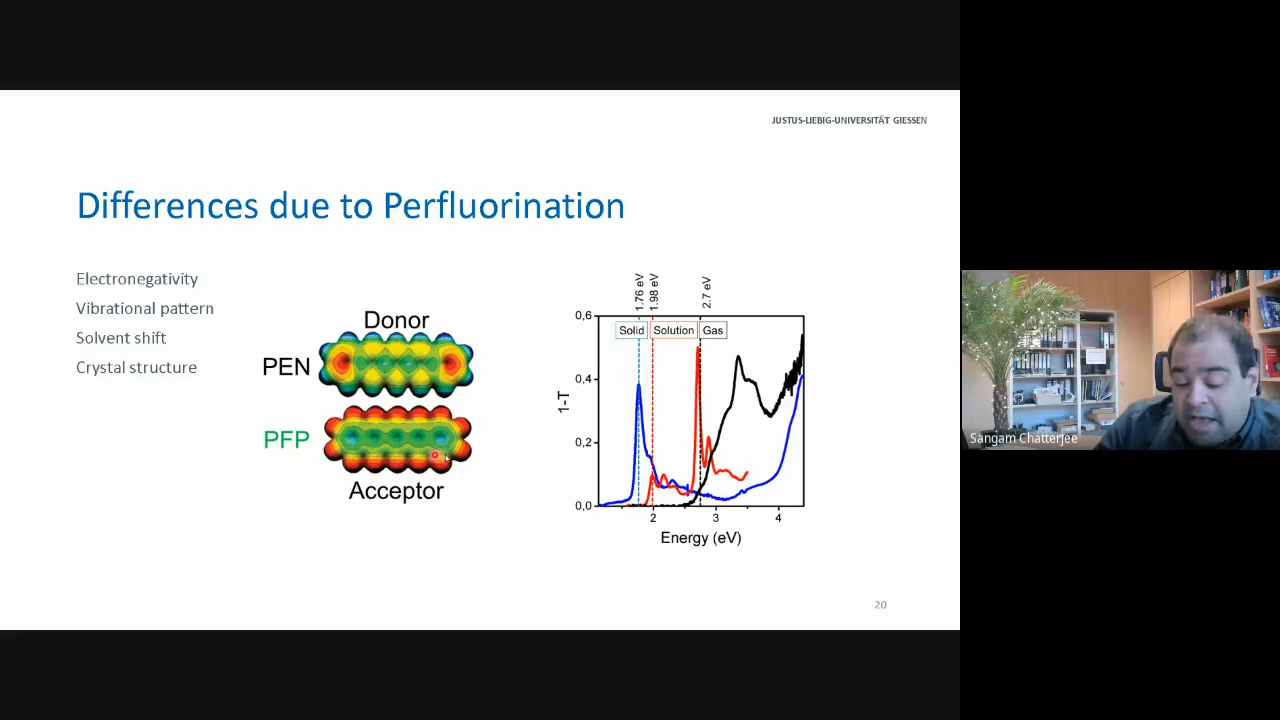 JUSTUS-LIEBIG-UNIVERSITÄT GIESSEN
Differences due to Perfluorination
Electronegativity
Vibrational pattern
Solvent shift
Crystal structure
Donor
PEN
PFP
Acceptor
1.76 eV
1.98 eV
2.7 eV
Solid
Solution
Gas
0,6
0,4
0,2
0,0
1-T
2
3
4
Energy (eV)
20
Sangam Chatterjee